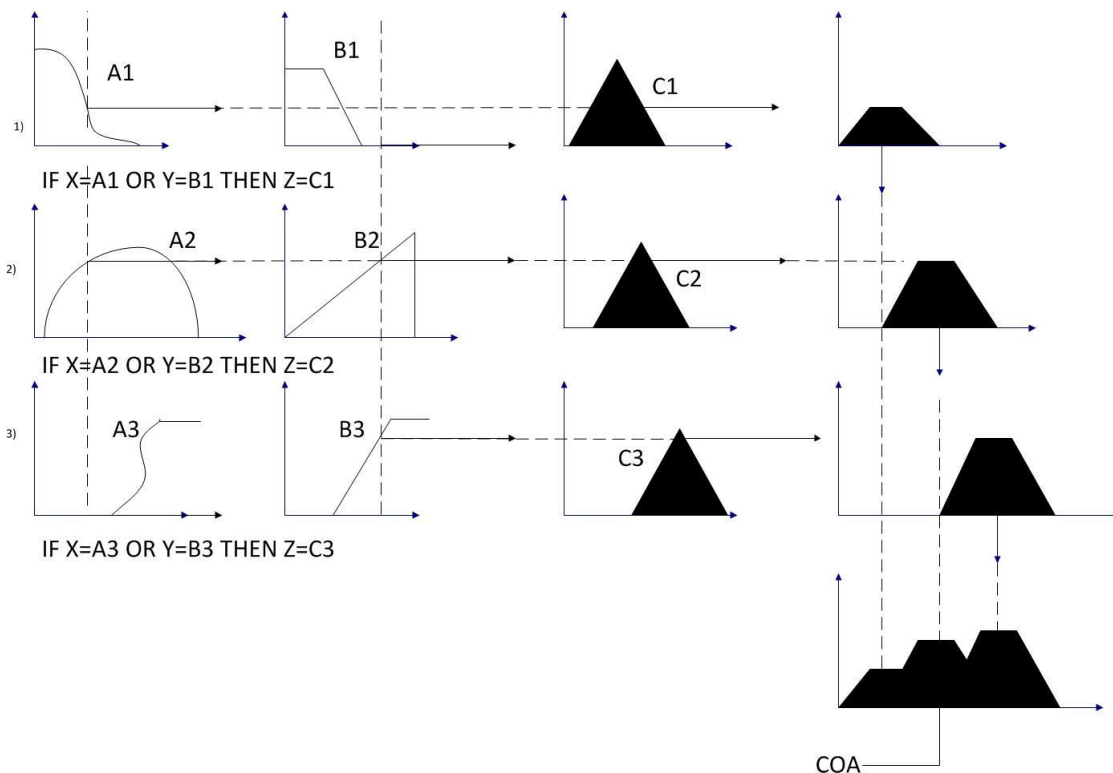 A1
B1
C1
1)
IF X=A1 OR Y=B1 THEN Z=C1
A2
B2
C2
2)
IF X=A2 OR Y=B2 THEN Z=C2
A3
B3
C3
3)
IF X=A3 OR Y=B3 THEN Z=C3
COA